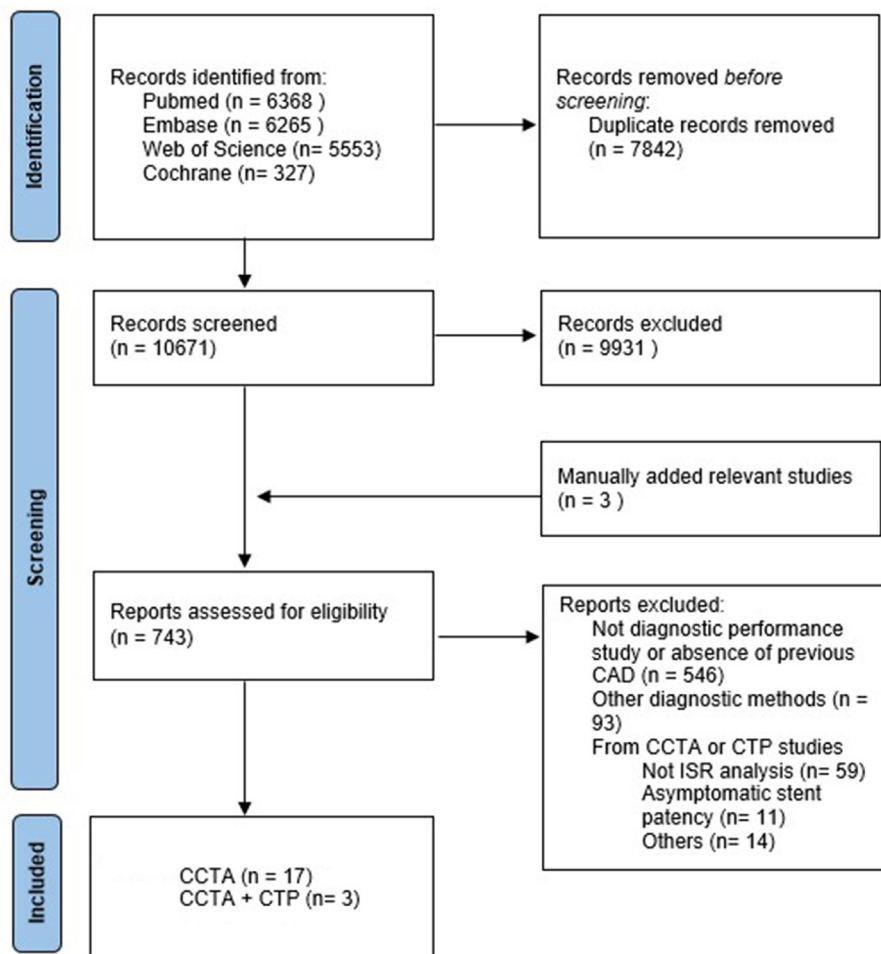 Identification
Records identified from:
Pubmed (n = 6368 )
Embase (n = 6265 )
Web of Science (n= 5553)
Cochrane (n= 327)
Records removed before
screening:
Duplicate records removed
(n = 7842)
Screening
Records screened
(n = 10671)
Records excluded
(n = 9931 )
Manually added relevant studies
(n = 3 )
Reports assessed for eligibility
(n = 743)
Reports excluded:
Not diagnostic performance
study or absence of previous
CAD (n = 546)
Other diagnostic methods (n =
93)
From CCTA or CTP studies
Not ISR analysis (n= 59)
Asymptomatic stent
patency (n= 11)
Others (n= 14)
Included
CCTA (n = 17)
CCTA + CTP (n= 3)